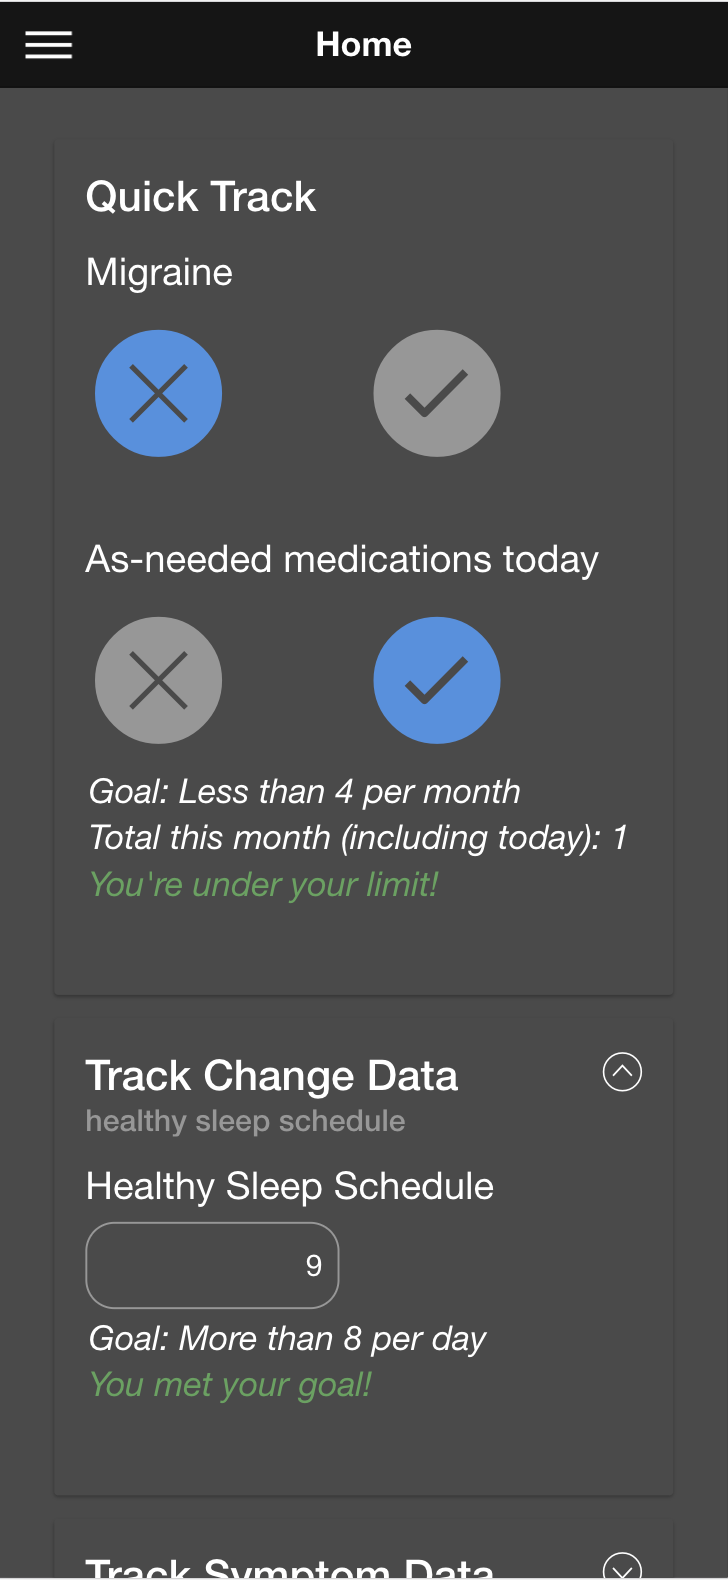 Home
Quick Track
Migraine
As-needed medications today
Goal: Less than 4 per month
Total this month (including today): 1
You're under your limit!
Track Change Data
healthy sleep schedule
Healthy Sleep Schedule
9
Goal: More than 8 per day
You met your goal!
Track Symptom Data